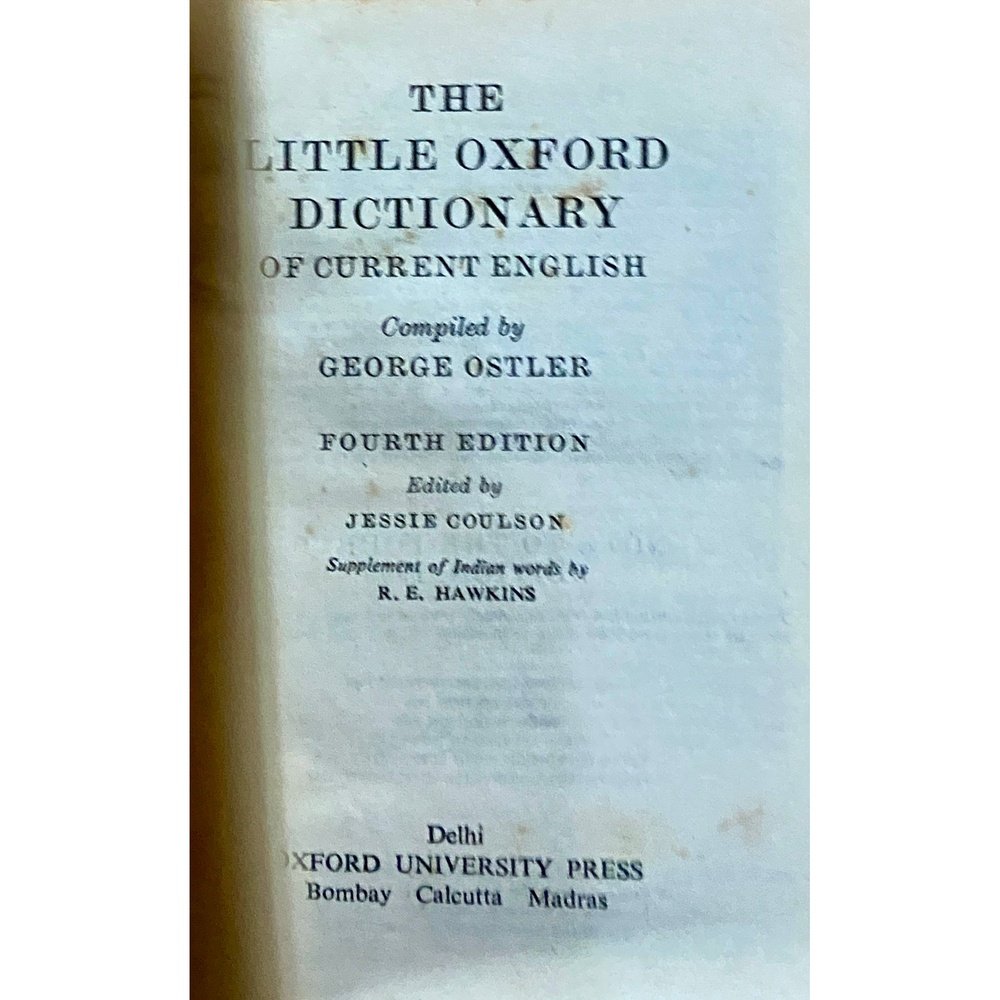 THE
LITTLE OXFORD
DICTIONARY
OF CURRENT ENGLISH
Compiled by
GEORGE OSTLER
FOURTH EDITION
Edited by
JESSIE COULSON
Supplement of Indian words by
R. E. HAWKINS
Delhi
OXFORD UNIVERSITY PRESS
Bombay Calcutta Madras